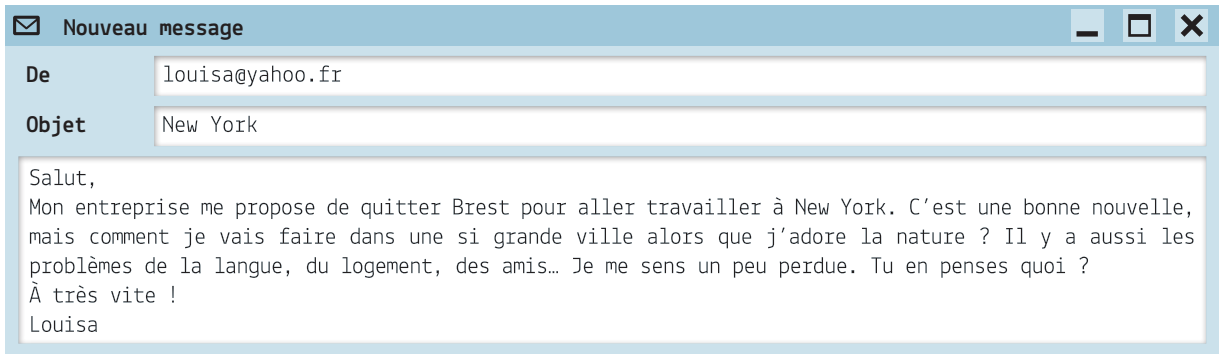 Nouveau message
De louisa@yahoo.fr
Objet New York
Salut,
Mon entreprise me propose de quitter Brest pour aller travailler à New York. C’est une bonne nouvelle,
mais comment je vais faire dans une si grande ville alors que j’adore la nature ? Il y a aussi les
problèmes de la langue, du logement, des amis… Je me sens un peu perdue. Tu en penses quoi ?
À très vite !
Louisa